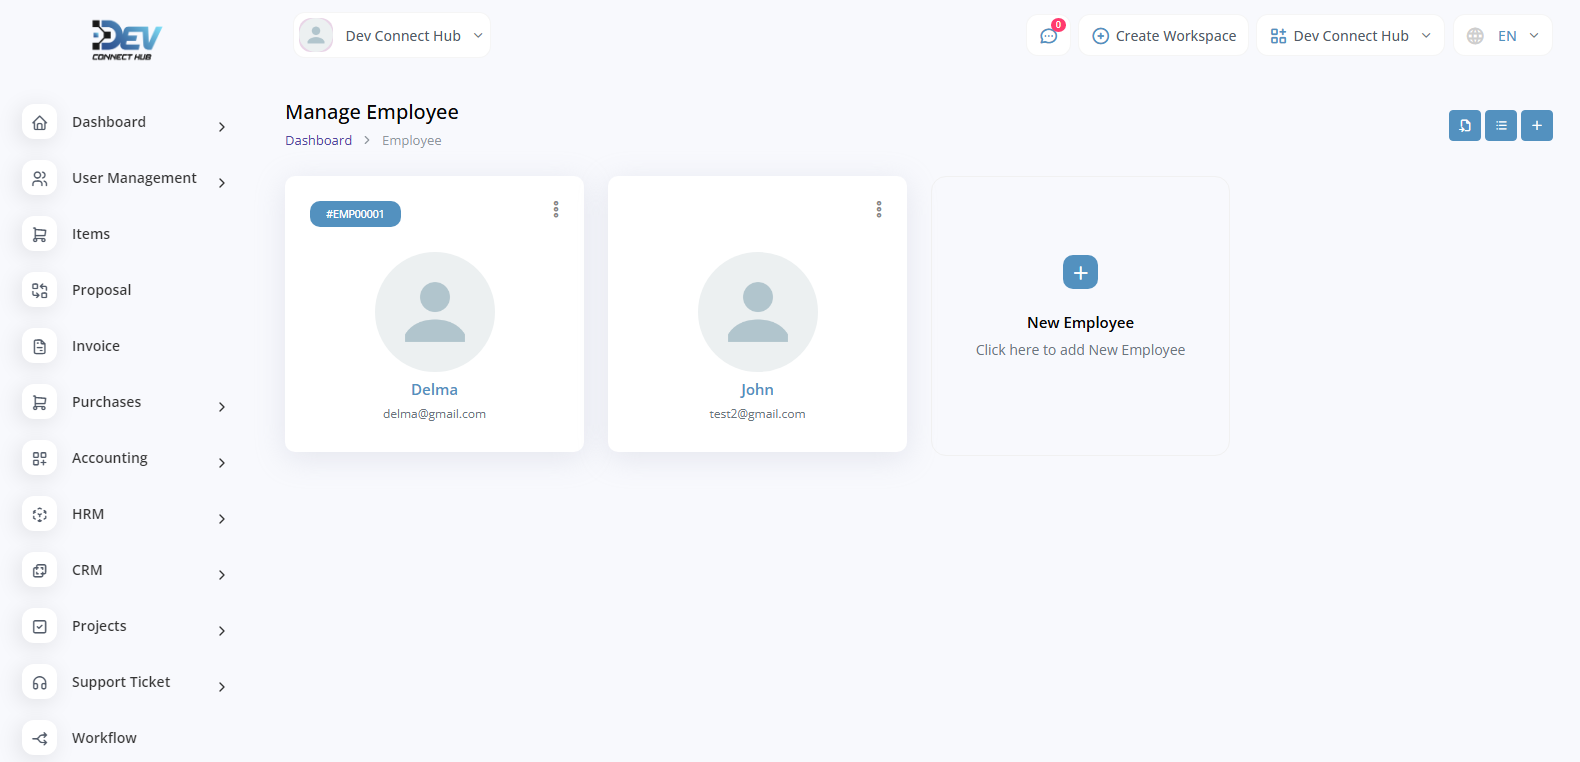 DEV
CONNECT HUB
Dev Connect Hub
0
Create Workspace
Dev Connect Hub
EN
Dashboard
User Management
Items
Proposal
Invoice
Purchases
Accounting
HRM
CRM
Projects
Support Ticket
Workflow
Manage Employee
Dashboard > Employee
#EMP00001
Delma
delma@gmail.com
John
test2@gmail.com
New Employee
Click here to add New Employee